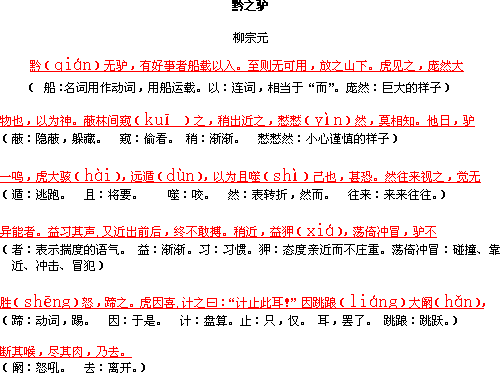 黔之驴
柳宗元
黔(qián)无驴，有好事者船载以入。至则无可用，放之山下。虎见之，庞然大
(船:名词用作动词，用船运载。以:连词，相当于“而”。庞然:巨大的样子)
物也，以为神。蔽林间窥(kuī )之，稍出近之，慭慭(yìn)然，莫相知。他日，驴
(蔽:隐蔽，躲藏。 窥:偷看。 稍:渐渐。 慭慭然:小心谨慎的样子)
一鸣，虎大骇(hài)，远遁(dùn)，以为且噬(shì)己也，甚恐。然往来视之，觉无
(遁:逃跑。 且:将要。 噬:咬。 然:表转折，然而。 往来:来来往往。)
异能者。益习其声,又近出前后，终不敢搏。稍近，益狎(xiá)，荡倚冲冒，驴不
(者:表示揣度的语气。 益:渐渐。习:习惯。狎:态度亲近而不庄重。荡倚冲冒:碰撞、靠
近、冲击、冒犯)
胜(shēng)怒，蹄之。虎因喜,计之曰:“计止此耳!”因跳踉(liáng)大㘎(hǎn)，
(蹄:动词，踢。 因:于是。 计:盘算。止:只，仅。 耳，罢了。 跳踉:跳跃。)
断其喉，尽其肉，乃去。
(㘎:怒吼。 去:离开。)